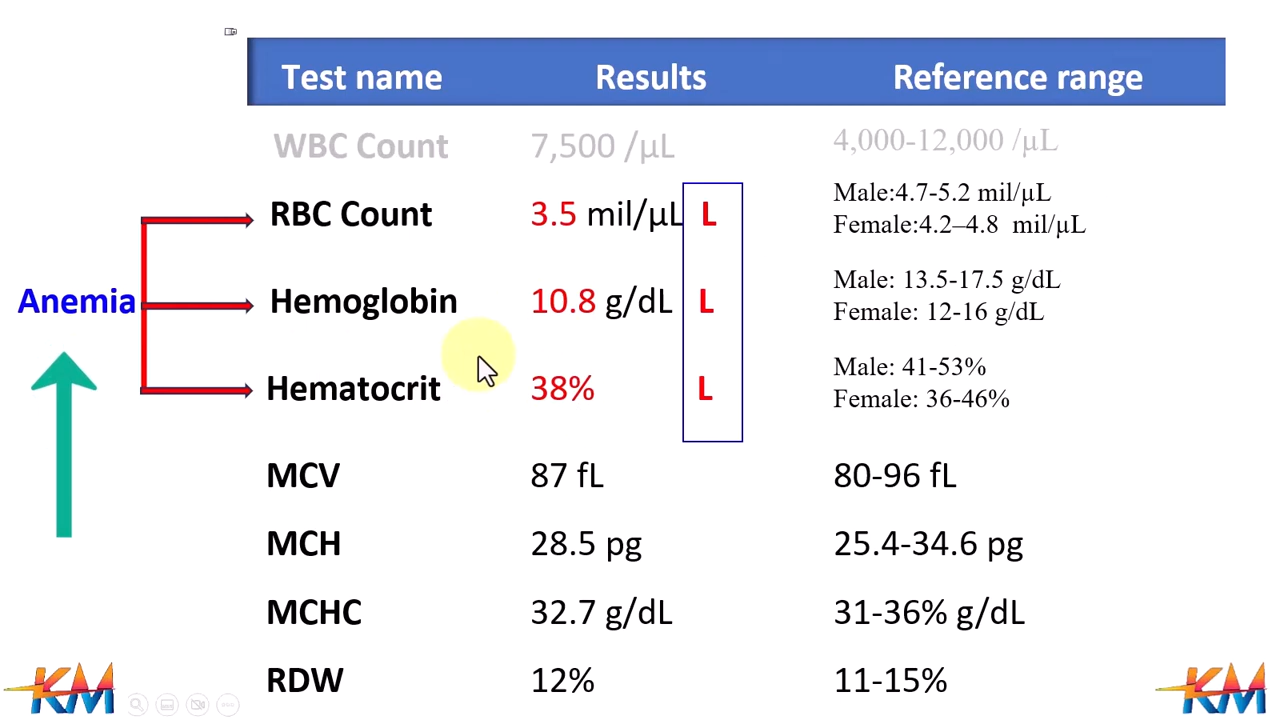 Test name Results Reference range
WBC Count 7,500 /µL 4,000-12,000 /µL
RBC Count 3.5 mil/µL L Male:4.7-5.2 mil/µL
Female:4.2–4.8 mil/µL
Anemia Hemoglobin 10.8 g/dL L Male: 13.5-17.5 g/dL
Female: 12-16 g/dL
Hematocrit 38% L Male: 41-53%
Female: 36-46%
MCV 87 fL 80-96 fL
MCH 28.5 pg 25.4-34.6 pg
MCHC 32.7 g/dL 31-36% g/dL
RDW 12% 11-15%
KM KM